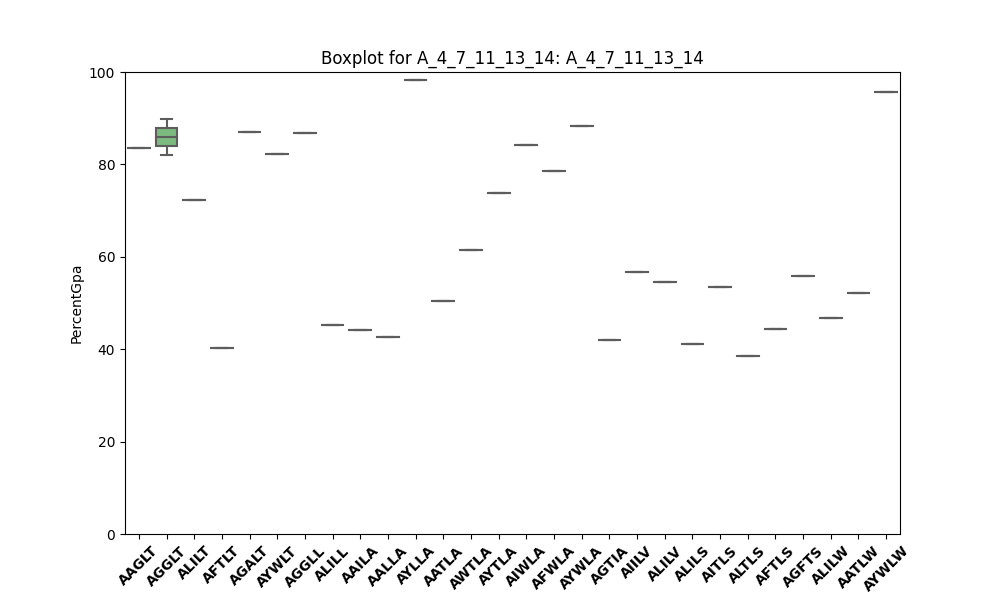 Boxplot for A_4_7_11_13_14: A_4_7_11_13_14
PercentGpa
100
80
60
40
20
0
AAGLT
AGGLT
ALILT
AFTLT
AGALT
AYWLT
AGGLL
ALILL
AAILA
AALLA
AYLLA
AATLA
AWTLA
AYTLA
AIWLA
AFWLA
AYWLA
AGTIA
AIILV
ALILV
ALILS
AITLS
ALTLS
AFTLS
AGFTS
ALILW
AATLW
AYWLW